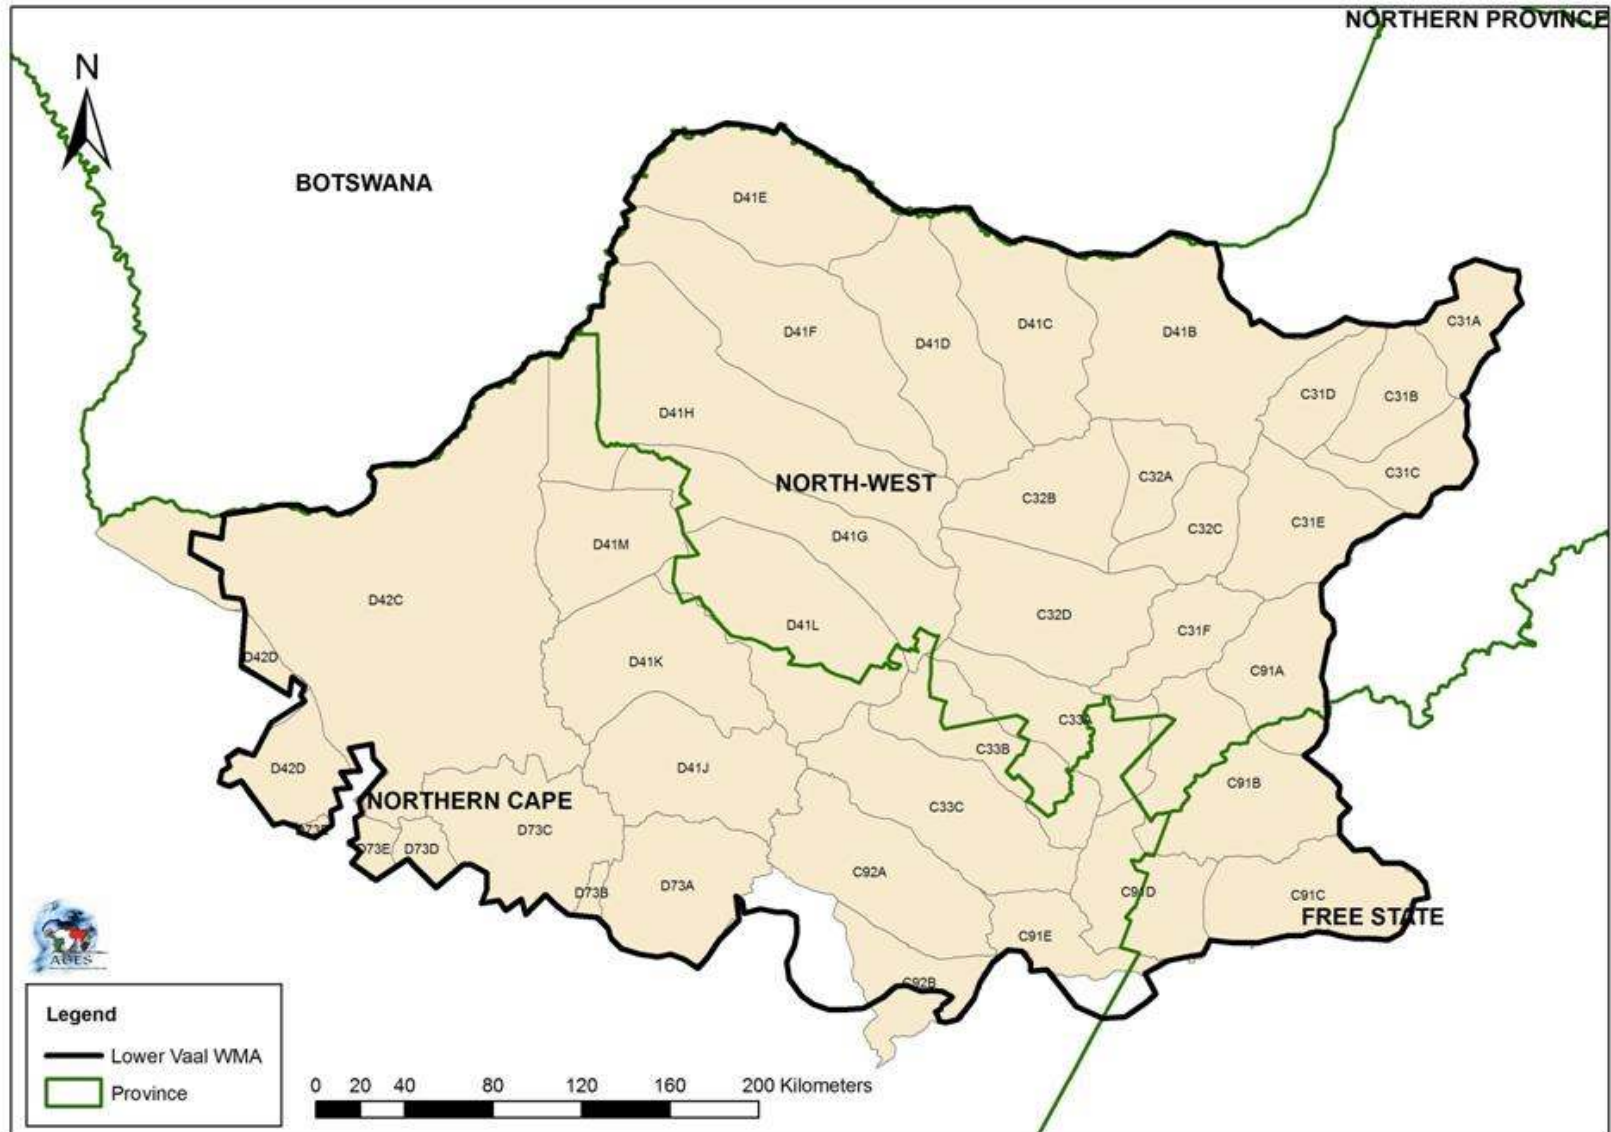 NORTHERN PROVINCE
N
BOTSWANA
D41E
D41F
D41D
D41C
D41B
C31A
C31D
C31B
D41H
C31C
NORTH-WEST
C32A
C32B
C31E
C32C
D41G
D41M
D42C
C32D
D41L
C31F
D42D
D41K
C91A
C33A
C33B
D42D
D41J
C91B
NORTHERN CAPE
C33C
D73C
D73E
D73D
C92A
D73A
D73B
C91D
C91C
FREE STATE
C91E
AGES
C92B
Legend
Lower Vaal WMA
Province
0 20 40 80 120 160 200 Kilometers